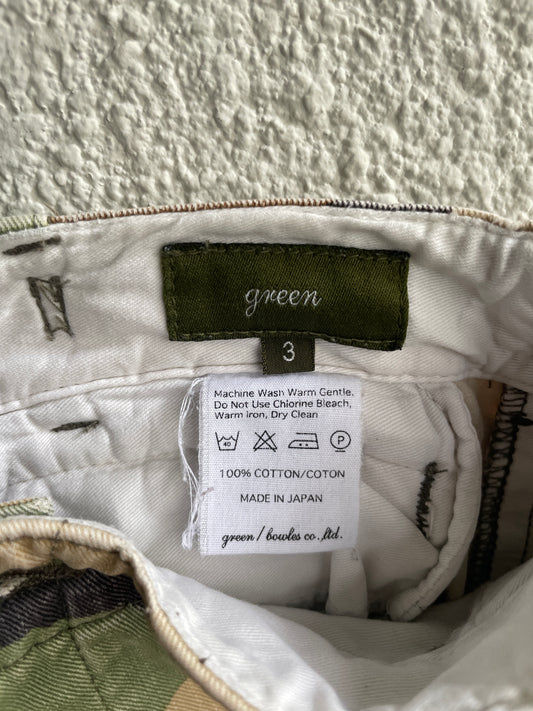 green
3
Machine Wash Warm Gentle.
Do Not Use Chlorine Bleach,
Warm iron, Dry Clean
40
P
100% COTTON/COTON
MADE IN JAPAN
green / bowles co.,ltd.